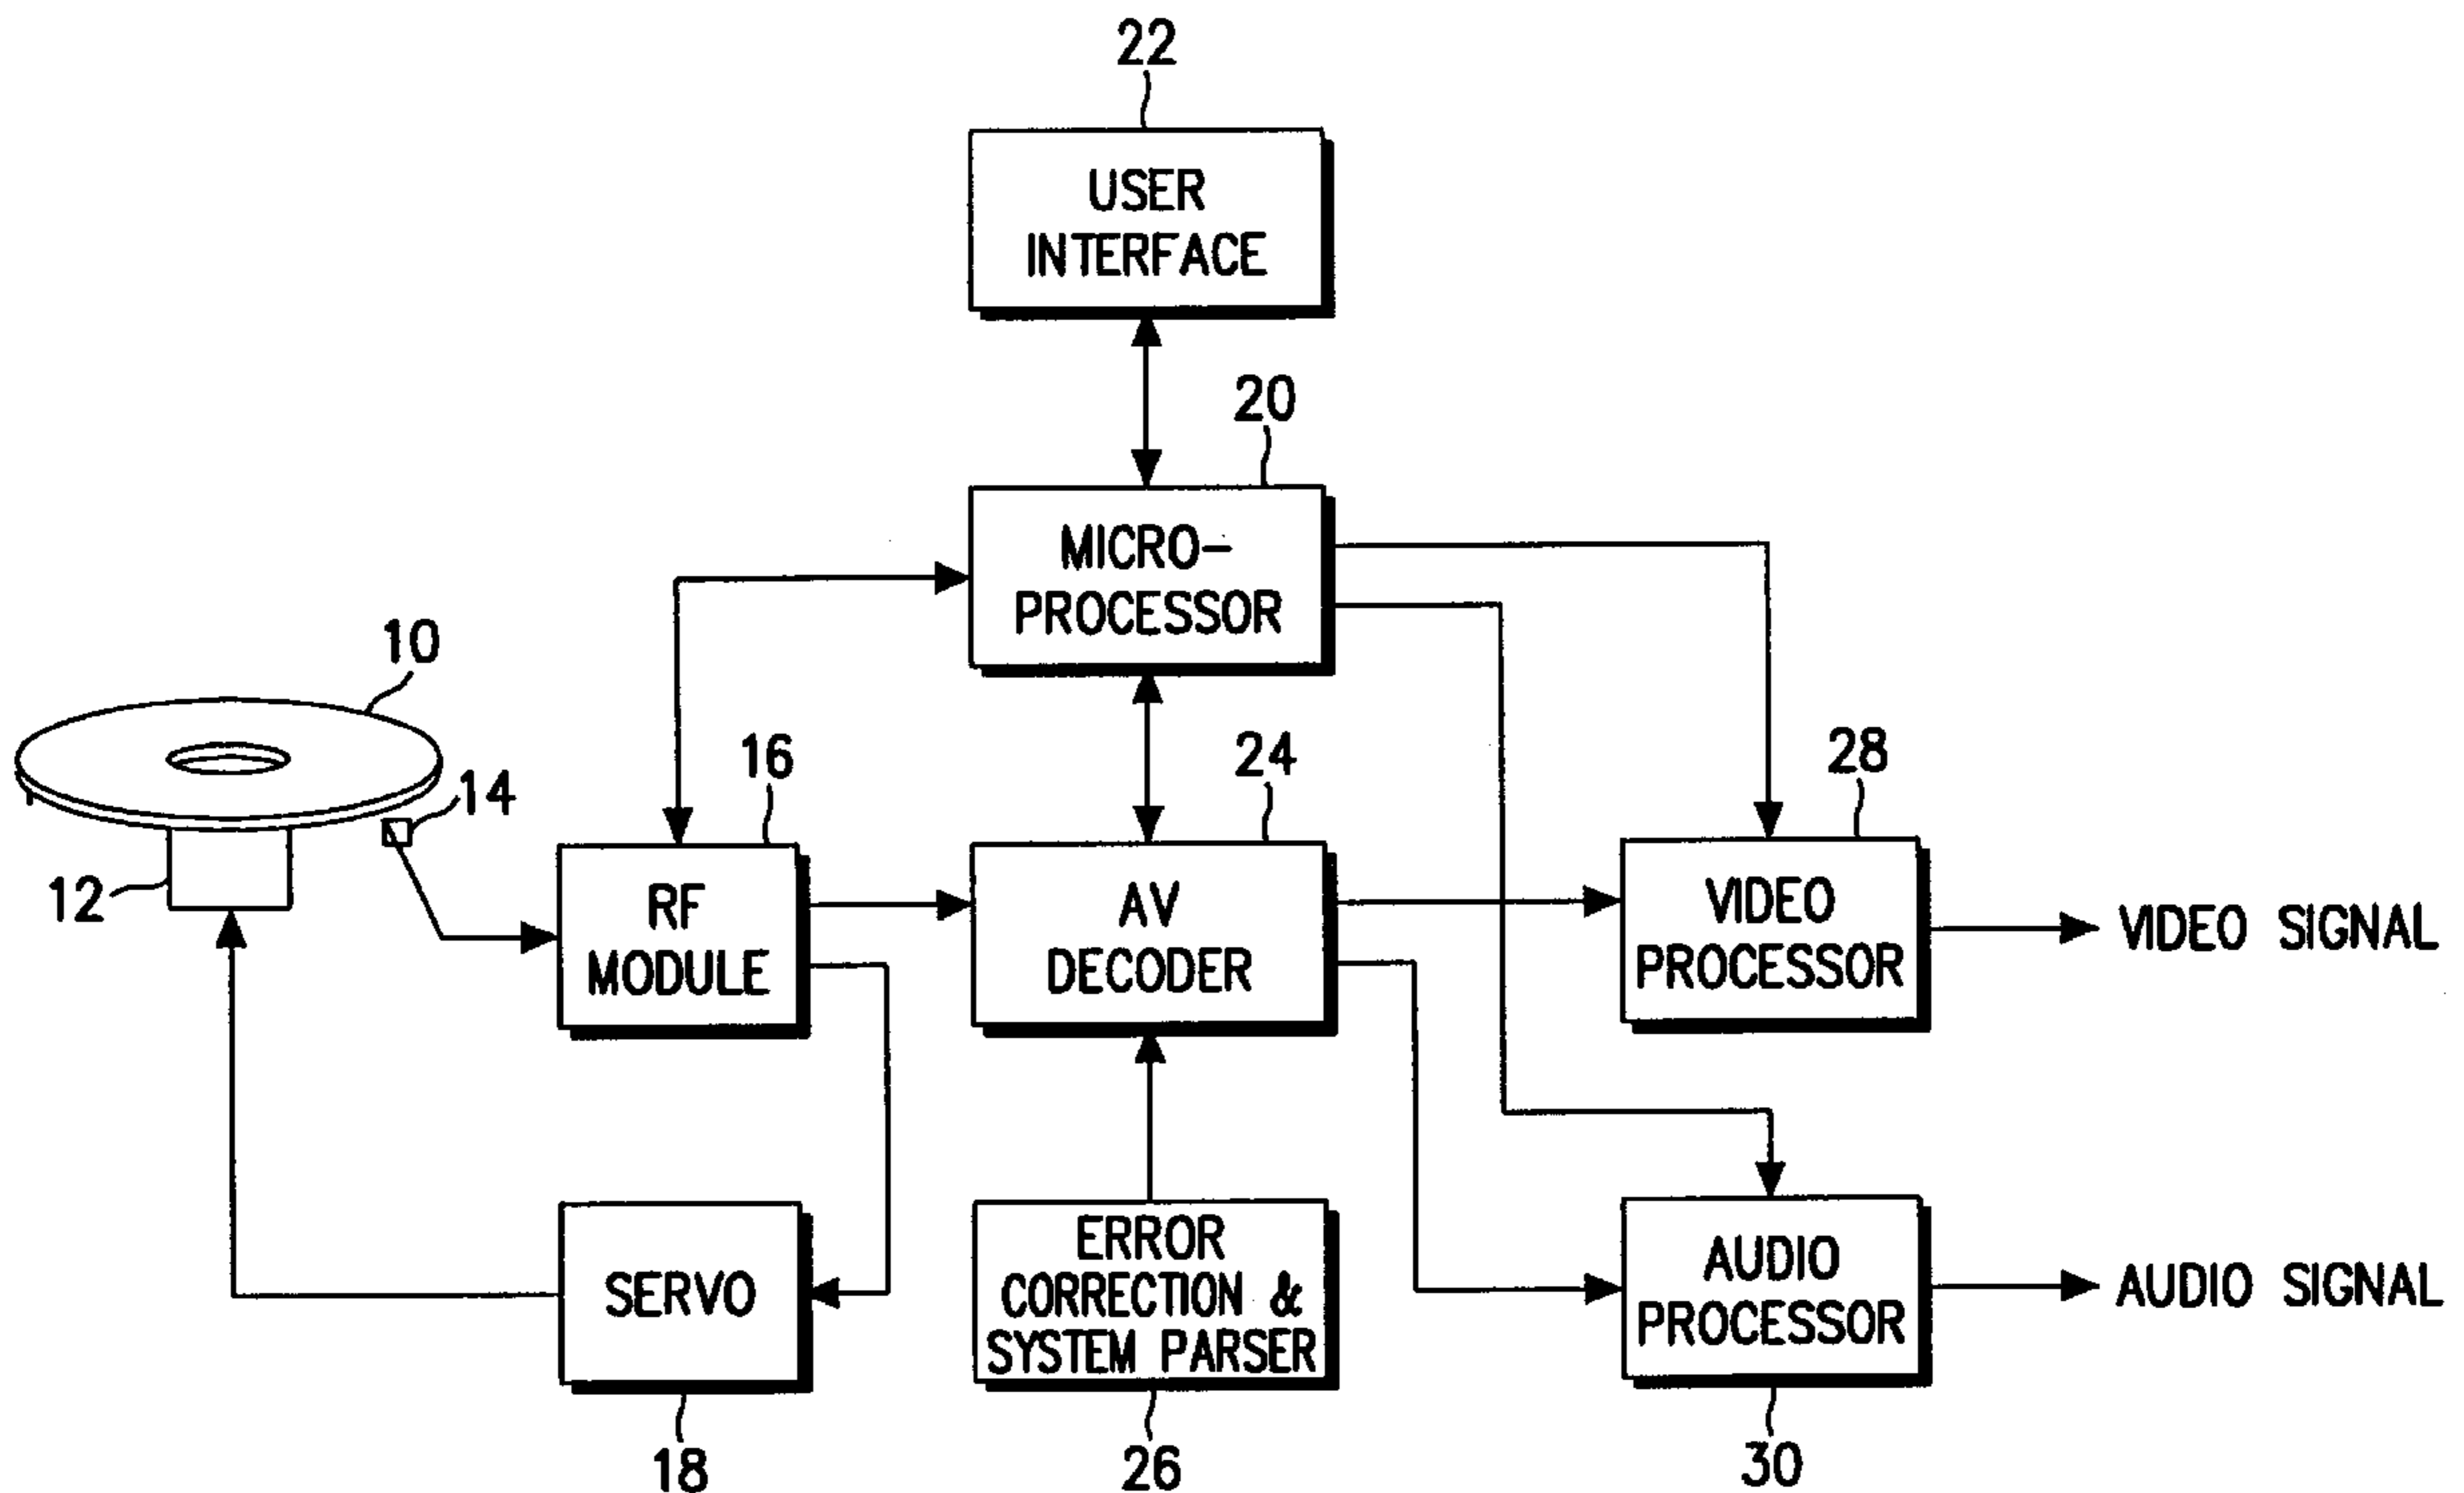 22
USER
INTERFACE
20
MICRO-
PROCESSOR
10
14
12
16
RF
MODULE
24
AV
DECODER
28
VIDEO
PROCESSOR
VIDEO SIGNAL
SERVO
18
ERROR
CORRECTION &
SYSTEM PARSER
26
AUDIO
PROCESSOR
30
AUDIO SIGNAL